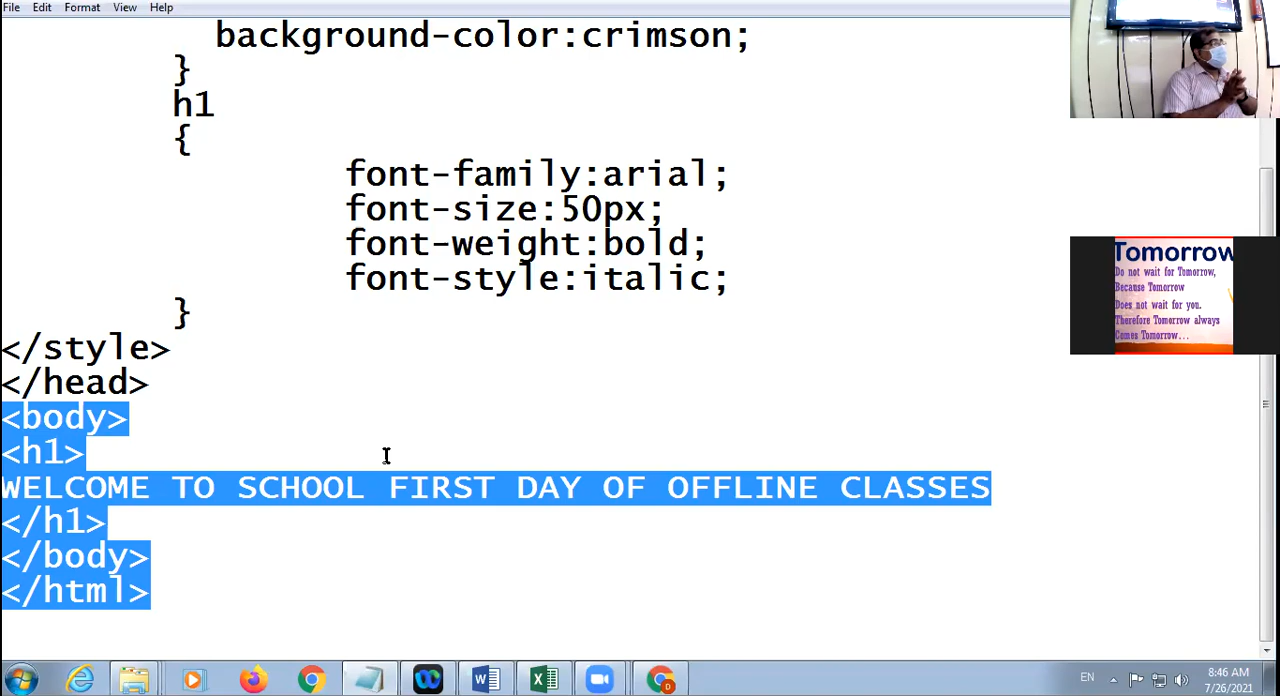 File Edit Format View Help
background-color:crimson;
}
h1
{
font-family:arial;
font-size:50px;
font-weight:bold;
font-style:italic;
}
</style>
</head>
<body>
<h1>
WELCOME TO SCHOOL FIRST DAY OF OFFLINE CLASSES
</h1>
</body>
</html>
Tomorrow
Do not wait for Tomorrow,
Because Tomorrow
Does not wait for you.
Therefore Tomorrow always
Comes Tomorrow...
EN
8:46 AM
7/26/2021